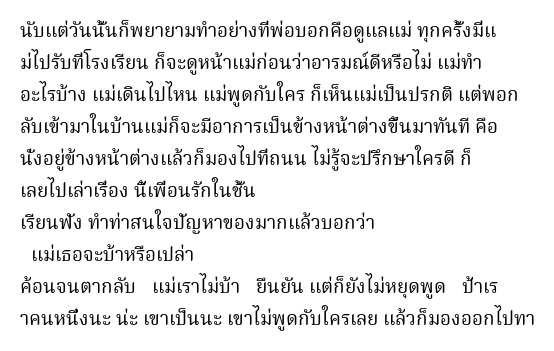 นับแต่วันนั้นก็พยายามทำอย่างที่พ่อบอกคือดูแลแม่ ทุกครั้งมีแ
ม่ไปรับที่โรงเรียน ก็จะดูหน้าแม่ก่อนว่าอารมณ์ดีหรือไม่ แม่ทำ
อะไรบ้าง แม่เดินไปไหน แม่พูดกับใคร ก็เห็นแม่เป็นปรกติ แต่พอก
ลับเข้ามาในบ้านแม่ก็จะมีอาการเป็นข้างหน้าต่างขึ้นมาทันที คือ
นั่งอยู่ข้างหน้าต่างแล้วก็มองไปที่ถนน ไม่รู้จะปรึกษาใครดี ก็
เลยไปเล่าเรื่อง นี้เพื่อนรักในชั้น
เรียนฟัง ทำท่าสนใจปัญหาของมากแล้วบอกว่า
แม่เธอจะบ้าหรือเปล่า
ค้อนจนตากลับ แม่เราไม่บ้า ยืนยัน แต่ก็ยังไม่หยุดพูด ป้าเร
าคนหนึ่งนะ น่ะ เขาเป็นนะ เขาไม่พูดกับใครเลย แล้วก็มองออกไปทา